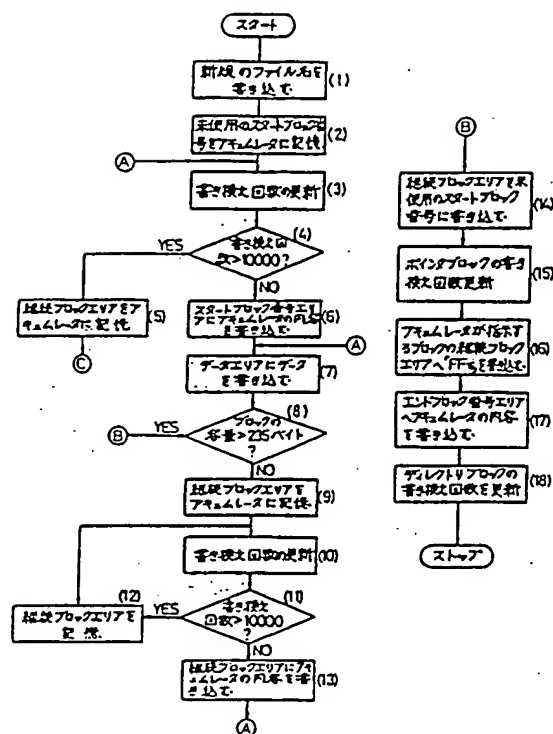 スタート
新規のファイル名を
書き込む
(1)
未使用のスタートブロック番
号をアキュムレータに記憶
(2)
A
書き換え回数の更新
(3)
(4)
書き換え回
数>10000?
YES
NO
継続ブロックエリアをア
キュムレータに記憶
(5)
C
スタートブロック番号エリ
アにアキュムレータの内容
を書き込む
(6)
A
データエリアにデータ
を書き込む
(7)
(8)
ブロックの
容量>235バイト
?
YES
B
NO
継続ブロックエリアを
アキュムレータに記憶.
(9)
書き換え回数の更新
(10)
(11)
書き換え
回数>10000
?
YES
(12)
継続ブロックエリアを
記憶.
NO
継続ブロックエリアにアキ
ュムレータの内容を書き
込む
(13)
A
B
継続ブロックエリアを未
使用のスタートブロック
番号に書き込む
(14)
ポインタブロックの書き
換え回数更新
(15)
アキュムレータが指示す
るブロックの継続ブロック
エリアへ"FF"を書き込む
(16)
エンドブロック番号エリア
へアキュムレータの内容
を書き込む
(17)
ディレクトリブロックの
書き換え回数を更新
(18)
ストップ